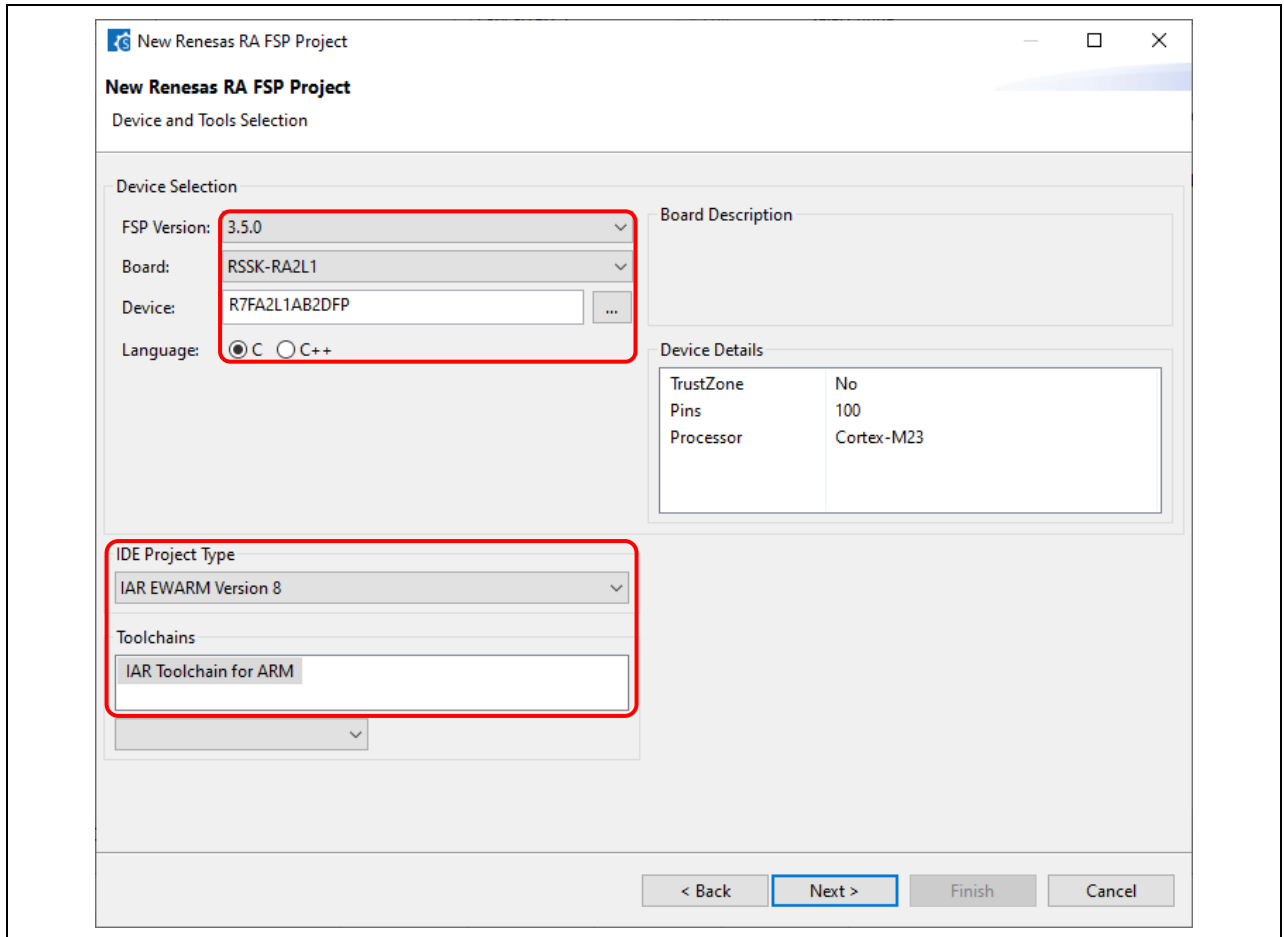 New Renesas RA FSP Project
New Renesas RA FSP Project
Device and Tools Selection
Device Selection
FSP Version: 3.5.0
Board: RSSK-RA2L1
Device: R7FA2L1AB2DFP ...
Language: C C++
Board Description
Device Details
TrustZone No
Pins 100
Processor Cortex-M23
IDE Project Type
IAR EWARM Version 8
Toolchains
IAR Toolchain for ARM
< Back Next > Finish Cancel